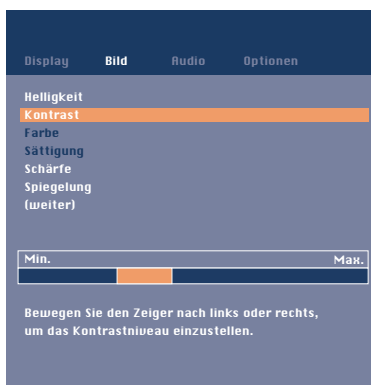 Display Bild Audio Optionen
Helligkeit
Kontrast
Farbe
Sättigung
Schärfe
Spiegelung
(weiter)
Min. Max.
Bewegen Sie den Zeiger nach links oder rechts,
um das Kontrastniveau einzustellen.